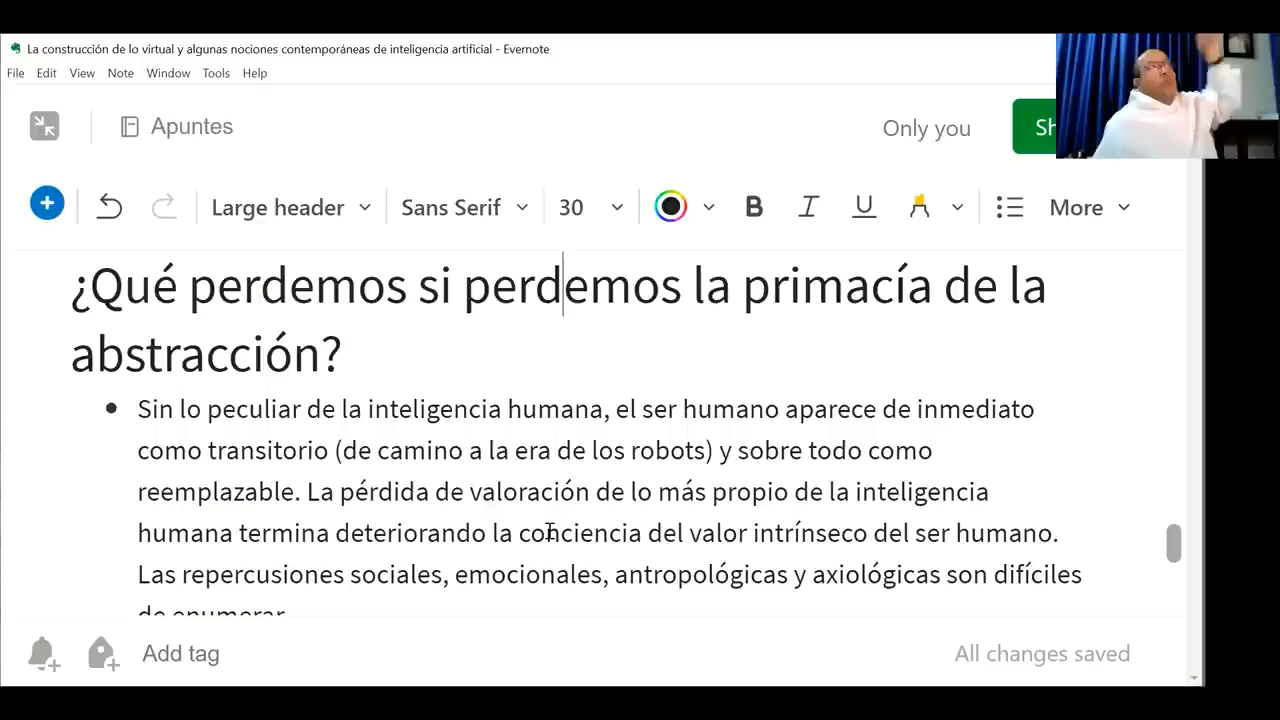 La construcción de lo virtual y algunas nociones contemporáneas de inteligencia artificial - Evernote
File Edit View Note Window Tools Help
Apuntes
Only you
Large header
Sans Serif
30
B I U
More
¿Qué perdemos si perdemos la primacía de la
abstracción?
Sin lo peculiar de la inteligencia humana, el ser humano aparece de inmediato
como transitorio (de camino a la era de los robots) y sobre todo como
reemplazable. La pérdida de valoración de lo más propio de la inteligencia
humana termina deteriorando la conciencia del valor intrínseco del ser humano.
Las repercusiones sociales, emocionales, antropológicas y axiológicas son difíciles
de enumerar
Add tag
All changes saved